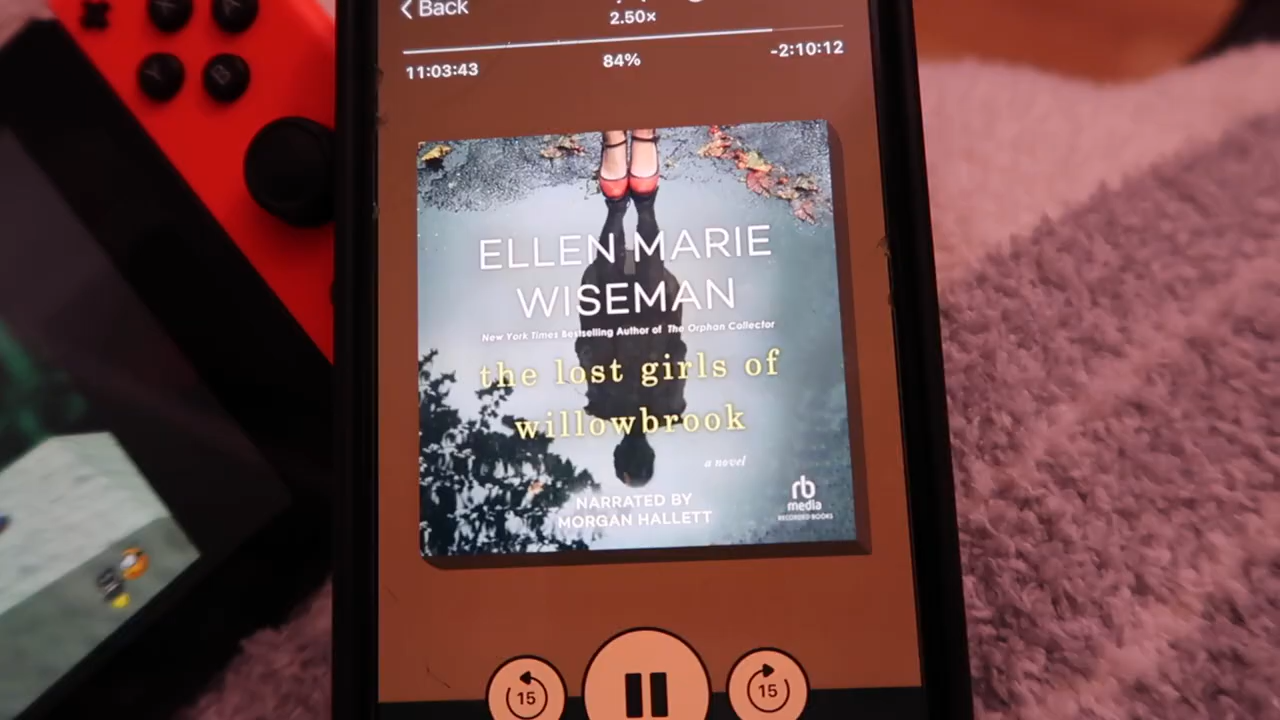 Back
2.50×
11:03:43
84%
-2:10:12
ELLEN MARIE
WISEMAN
New York Times Bestselling Author of The Orphan Collector
the lost girls of
willowbrook
a novel
NARRATED BY
MORGAN HALLETT
rb
media
RECORDED BOOKS
15
15